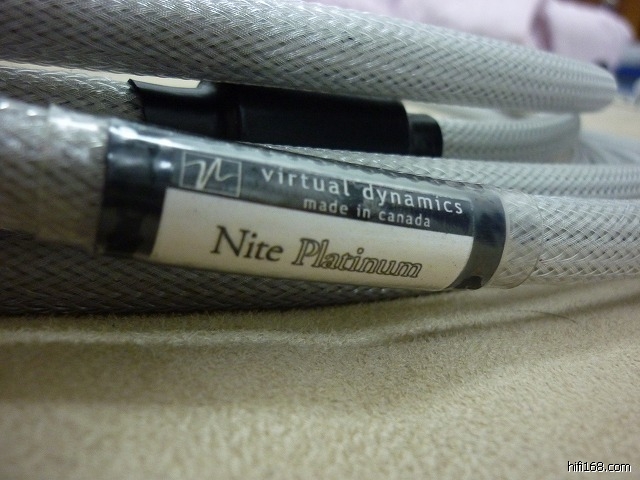 virtual dynamics
made in canada
Nite Platinum
hifi168.com